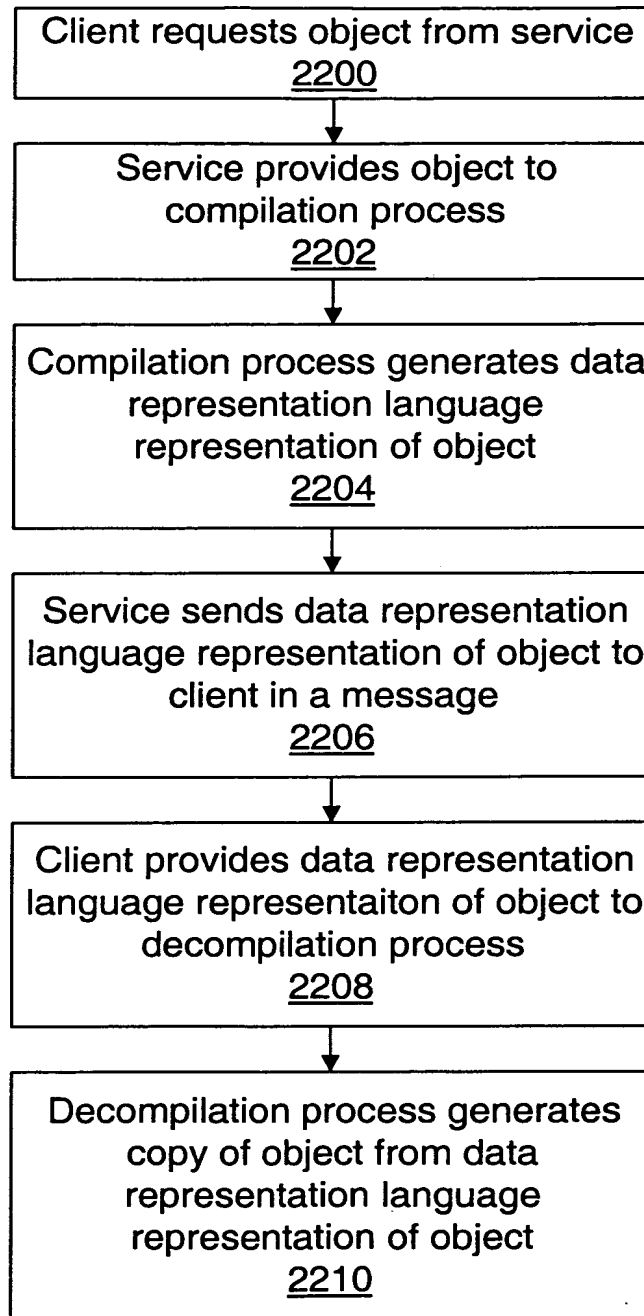 Client requests object from service
2200
Service provides object to
compilation process
2202
Compilation process generates data
representation language
representation of object
2204
Service sends data representation
language representation of object to
client in a message
2206
Client provides data representation
language representaiton of object to
decompilation process
2208
Decompilation process generates
copy of object from data
representation language
representation of object
2210